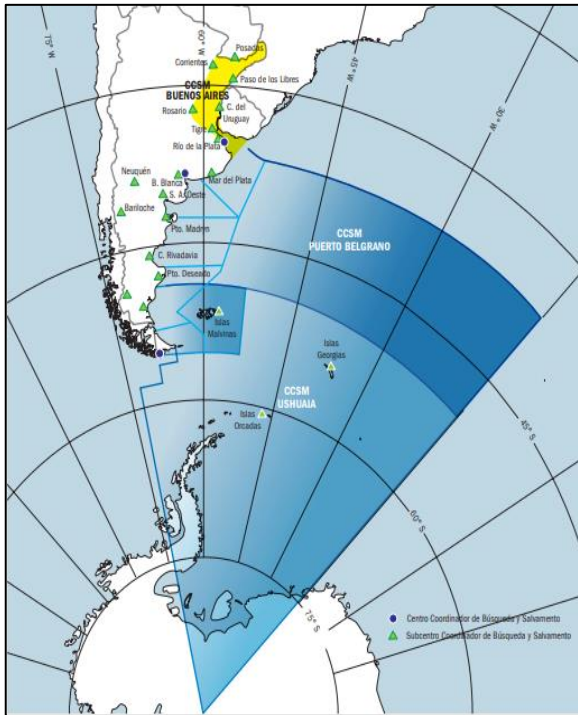 75° W
60° W
45° W
30° W
Posadas
Corrientes
CCSM
BUENOS AIRES
Paso de los Libres
Rosario
C. del
Uruguay
Tigre
Río de la Plata
Neuquén
B. Blanca
Mar del Plata
S. A. Oeste
Bariloche
Pto. Madryn
CCSM
PUERTO BELGRANO
C. Rivadavia
Pto. Deseado
Islas
Malvinas
Islas
Georgias
CCSM
USHUAIA
Islas
Orcadas
45° S
60° S
75° S
Centro Coordinador de Búsqueda y Salvamento
Subcentro Coordinador de Búsqueda y Salvamento